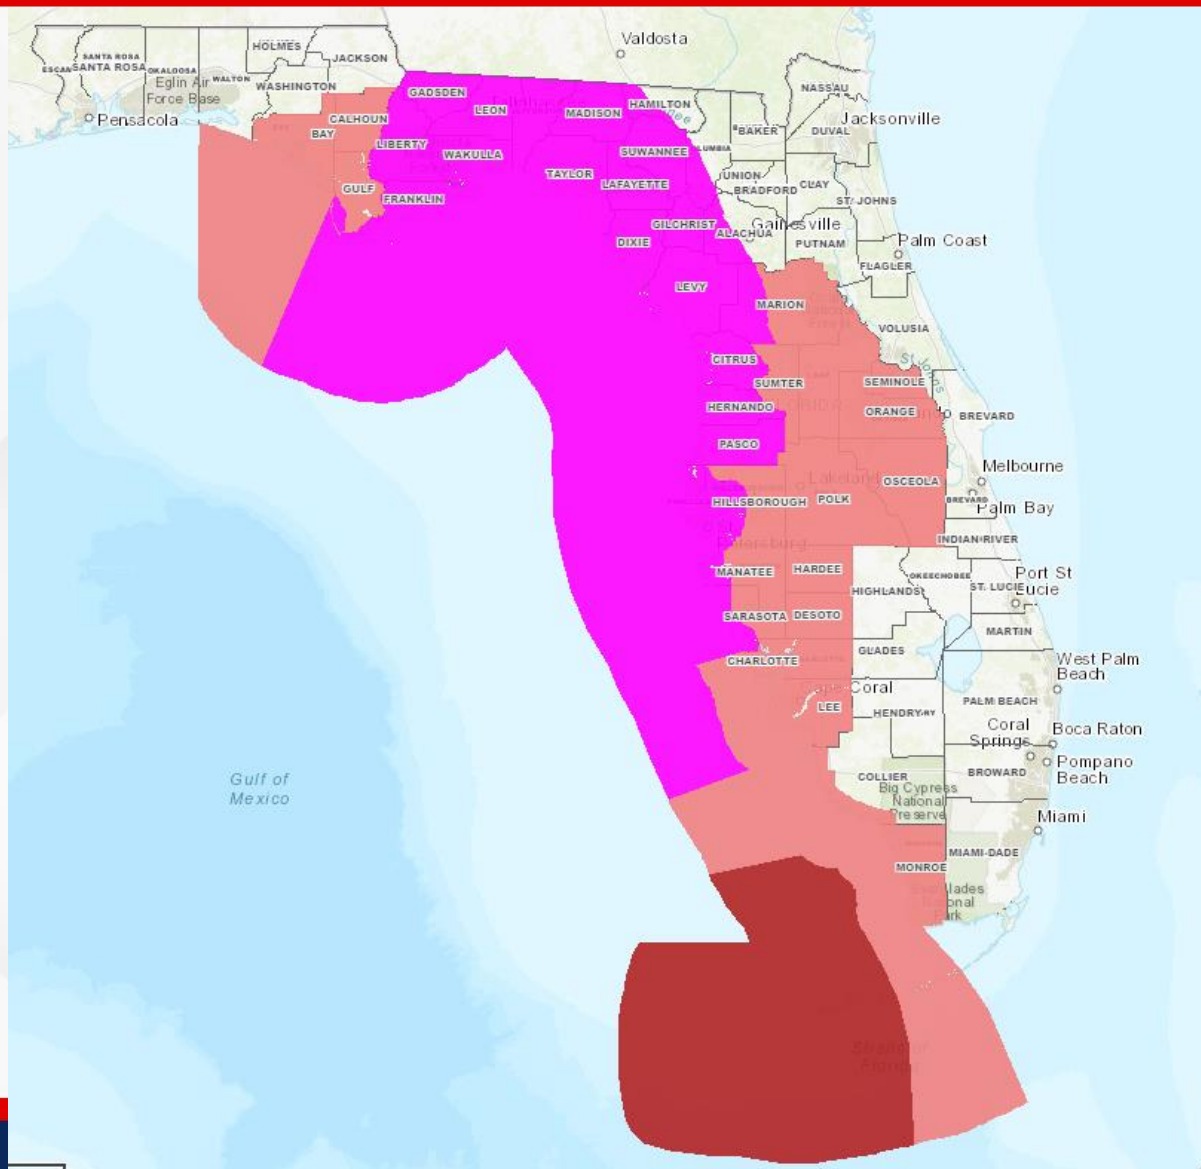 Valdosta
HOLMES
JACKSON
SANTA ROSA
ESCAM
SANTA ROSA
OKALOOSA
WALTON
WASHINGTON
Eglin Air
Force Base
Pensacola
CALHOUN
BAY
GULF
GADSDEN
LEON
MADISON
HAMILTON
LIBERTY
WAKULLA
SUWANNEE
TAYLOR
LAFAYETTE
FRANKLIN
GILCHRIST
DIXIE
ALACHUA
LEVY
NASSAU
BAKER
DUVAL
Jacksonville
LUMBIA
UNION
BRADFORD
CLAY
ST. JOHNS
Gainesville
PUTNAM
Palm Coast
FLAGLER
MARION
VOLUSIA
St Johns
CITRUS
SUMTER
SEMINOLE
HERNANDO
ORANGE
BREVARD
PASCO
Melbourne
Lakeland
OSCEOLA
HILLSBOROUGH
POLK
BREVARD
Palm Bay
INDIAN RIVER
MANATEE
HARDEE
OKEECHOBEE
Port St
Lucie
HIGHLANDS
ST. LUCIE
SARASOTA
DESOTO
MARTIN
CHARLOTTE
GLADES
West Palm
Beach
Cape Coral
LEE
HENDRY
PALM BEACH
Coral
Springs
Boca Raton
Pompano
Beach
COLLIER
BROWARD
Big Cypress
National
Preserve
Miami
MIAMI-DADE
MONROE
Gulf of
Mexico